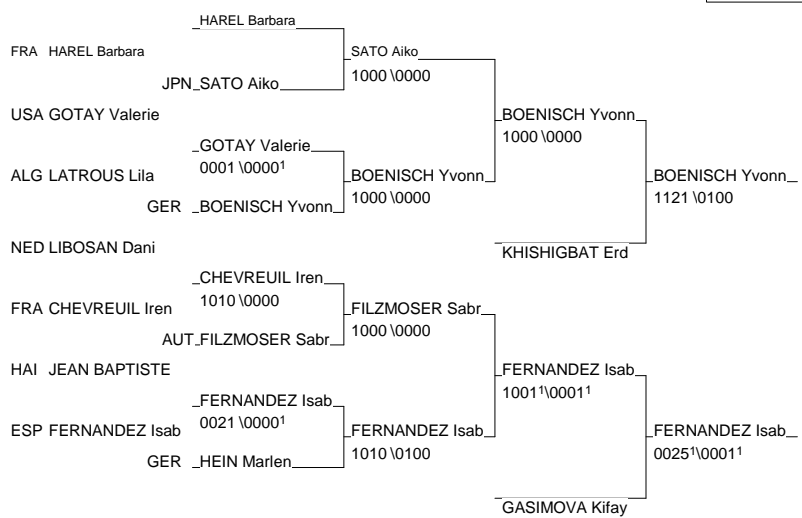 HAREL Barbara
FRA HAREL Barbara
SATO Aiko
1000 \0000
JPN SATO Aiko
USA GOTAY Valerie
BOENISCH Yvonn
1000 \0000
GOTAY Valerie
0001 \0000¹
ALG LATROUS Lila
BOENISCH Yvonn
1000 \0000
BOENISCH Yvonn
1121 \0100
GER BOENISCH Yvonn
NED LIBOSAN Dani
KHISHIGBAT Erd
CHEVREUIL Iren
1010 \0000
FRA CHEVREUIL Iren
FILZMOSER Sabr
1000 \0000
AUT FILZMOSER Sabr
HAI JEAN BAPTISTE
FERNANDEZ Isab
1001¹\0001¹
FERNANDEZ Isab
0021 \0000¹
ESP FERNANDEZ Isab
FERNANDEZ Isab
1010 \0100
FERNANDEZ Isab
0025¹\0001¹
GER HEIN Marlen
GASIMOVA Kifay